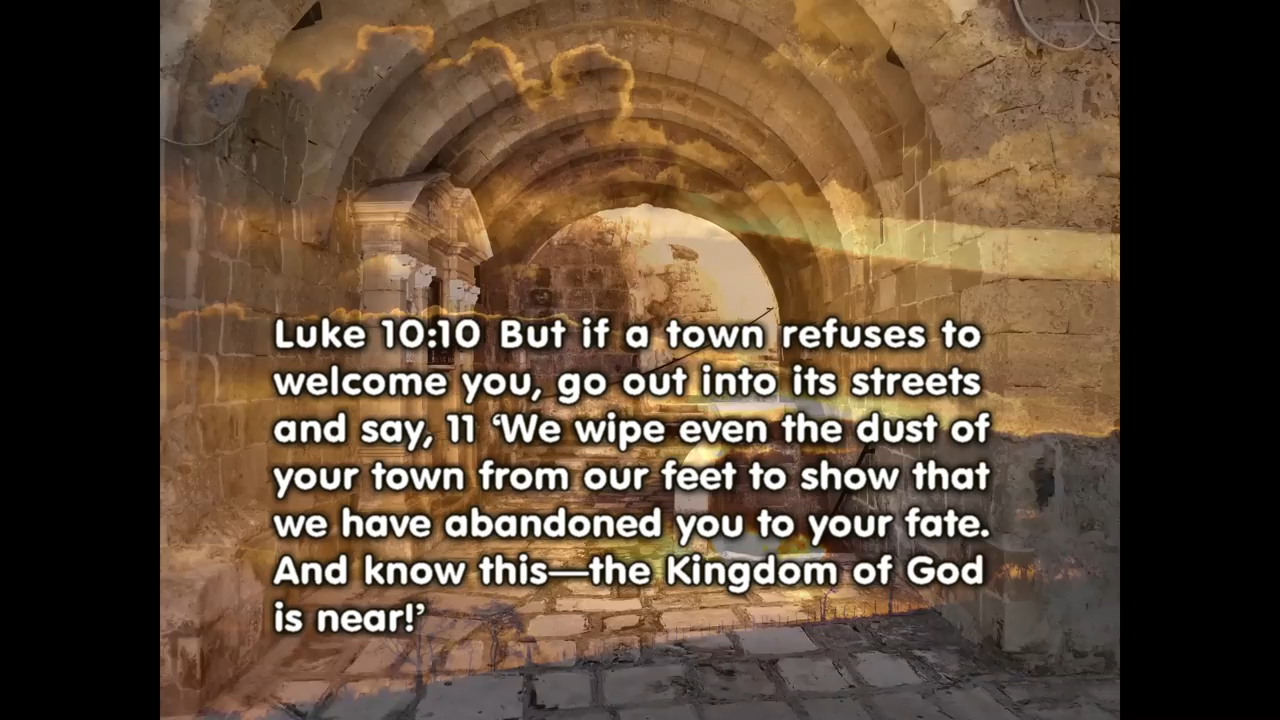 Luke 10:10 But if a town refuses to
welcome you, go out into its streets
and say, 11 ‘We wipe even the dust of
your town from our feet to show that
we have abandoned you to your fate.
And know this—the Kingdom of God
is near!’